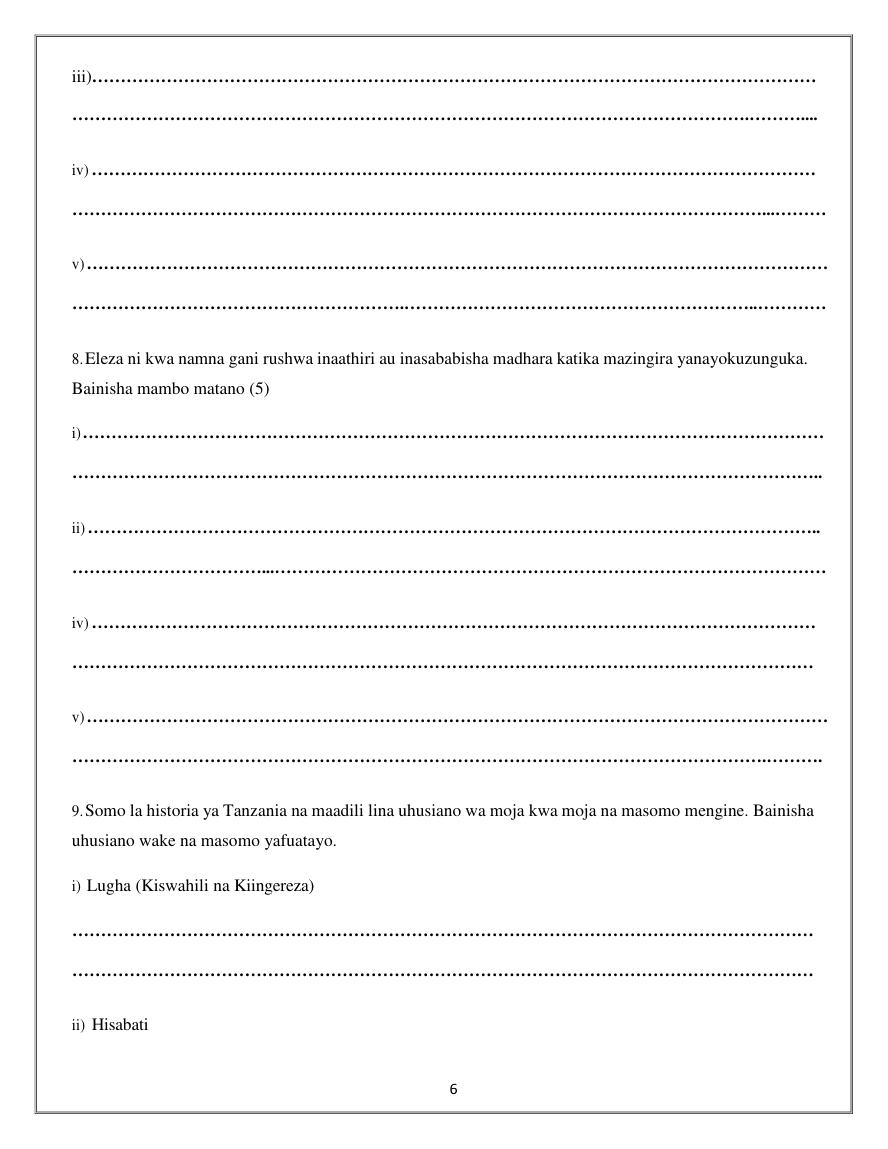 iii)……………………………………………………………………………………………………………
……………………………………………………………………………………………………….………....
iv)……………………………………………………………………………………………………………
…………………………………………………………………………………………………………...………
v)…………………………………………………………………………………………………………………
………………………………………………….……………………………………………………..…………
8.Eleza ni kwa namna gani rushwa inaathiri au inasababisha madhara katika mazingira yanayokuzunguka.
Bainisha mambo matano (5)
i)…………………………………………………………………………………………………………………
…………………………………………………………………………………………………………………..
ii)………………………………………………………………………………………………………………..
……………………………...……………………………………………………………………………………
iv)………………………………………………………………………………………………………………
…………………………………………………………………………………………………………………
v)…………………………………………………………………………………………………………………
………………………………………………………………………………………………………….……….
9.Somo la historia ya Tanzania na maadili lina uhusiano wa moja kwa moja na masomo mengine. Bainisha
uhusiano wake na masomo yafuatayo.
i) Lugha (Kiswahili na Kiingereza)
…………………………………………………………………………………………………………………
…………………………………………………………………………………………………………………
ii) Hisabati
6